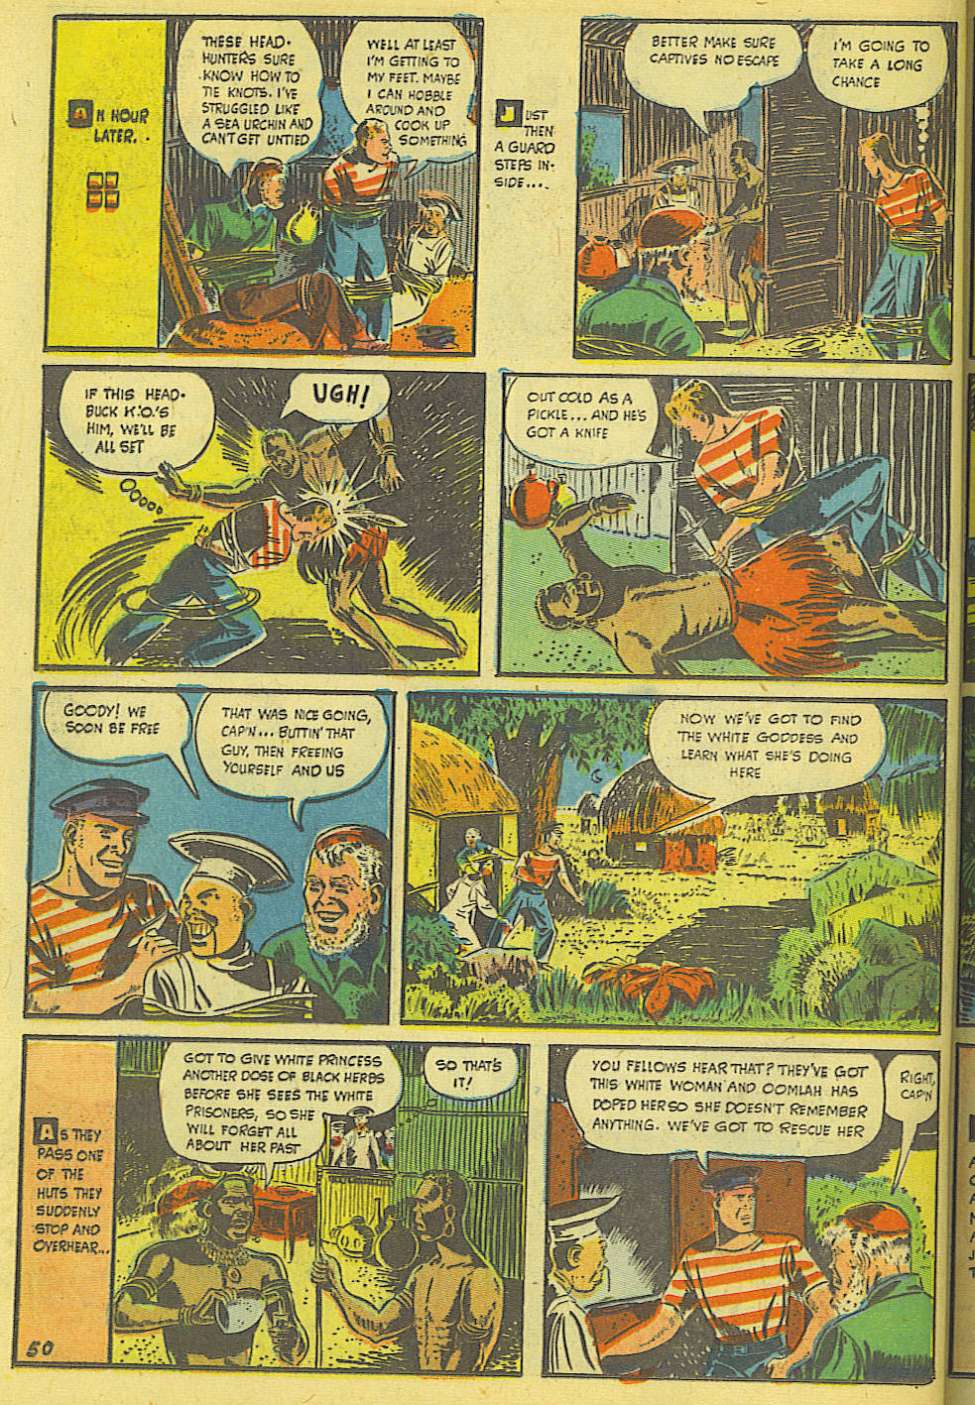 AN HOUR
LATER. .
THESE HEAD-
HUNTERS SURE
KNOW HOW TO
TIE KNOTS. I'VE
STRUGGLED LIKE
A SEA URCHIN AND
CAN'T GET UNTIED
WELL AT LEAST
I'M GETTING TO
MY FEET. MAYBE
I CAN HOBBLE
AROUND AND
COOK UP
SOMETHING
JUST
THEN
A GUARD
STEPS IN-
SIDE....
BETTER MAKE SURE
CAPTIVES NO ESCAPE
I'M GOING TO
TAKE A LONG
CHANCE
IF THIS HEAD-
BUCK K.O.'S
HIM, WE'LL BE
ALL SET
UGH!
OUT COLD AS A
PICKLE... AND HE'S
GOT A KNIFE
GOODY! WE
SOON BE FREE
THAT WAS NICE GOING,
CAP'N... BUTTIN' THAT
GUY, THEN FREEING
YOURSELF AND US
NOW WE'VE GOT TO FIND
THE WHITE GODDESS AND
LEARN WHAT SHE'S DOING
HERE
AS THEY
PASS ONE
OF THE
HUTS THEY
SUDDENLY
STOP AND
OVERHEAR...
GOT TO GIVE WHITE PRINCESS
ANOTHER DOSE OF BLACK HERBS
BEFORE SHE SEES THE WHITE
PRISONERS, SO SHE
WILL FORGET ALL
ABOUT HER PAST
SO THAT'S
IT!
YOU FELLOWS HEAR THAT? THEY'VE GOT
THIS WHITE WOMAN AND OOMLAH HAS
DOPED HER SO SHE DOESN'T REMEMBER
ANYTHING. WE'VE GOT TO RESCUE HER
RIGHT,
CAP'N
50